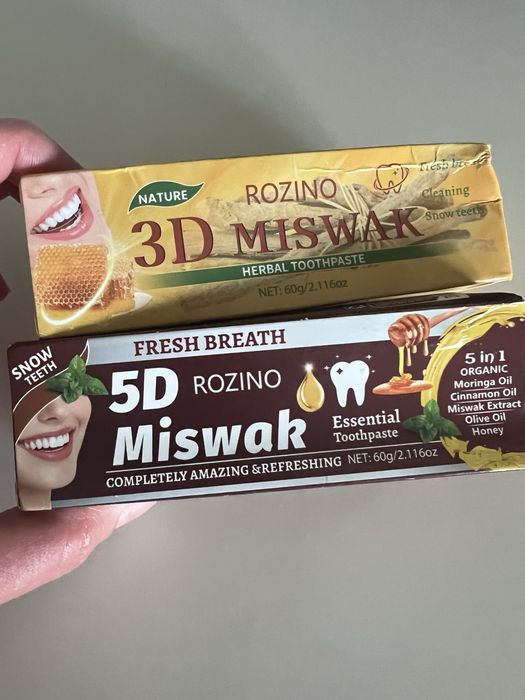 NATURE
ROZINO
3D MISWAK
HERBAL TOOTHPASTE
NET: 60g/2.116oz
Fresh
Cleaning
Snow teeth
SNOW
TEETH
FRESH BREATH
5D ROZINO
Miswak
COMPLETELY AMAZING &REFRESHING NET: 60g/2.116oz
Essential
Toothpaste
5 in 1
ORGANIC
Moringa Oil
Cinnamon Oil
Miswak Extract
Olive Oil
Honey